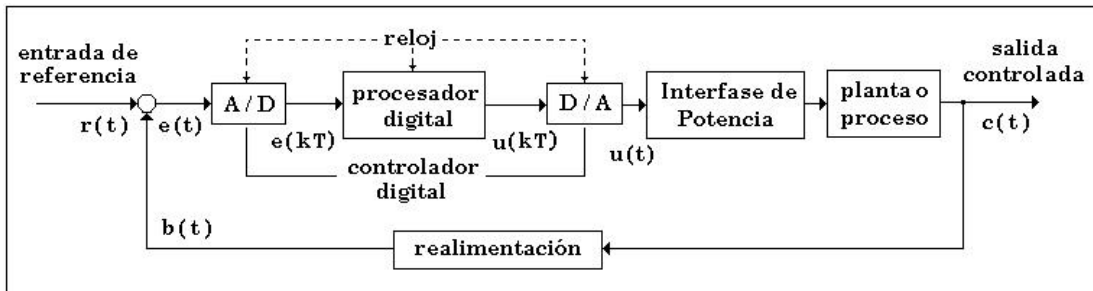 reloj
entrada de
referencia
salida
controlada
A / D
procesador
digital
D / A
Interfase de
Potencia
planta o
proceso
r(t)
e(t)
e(kT)
u(kT)
u(t)
c(t)
controlador
digital
b(t)
realimentación